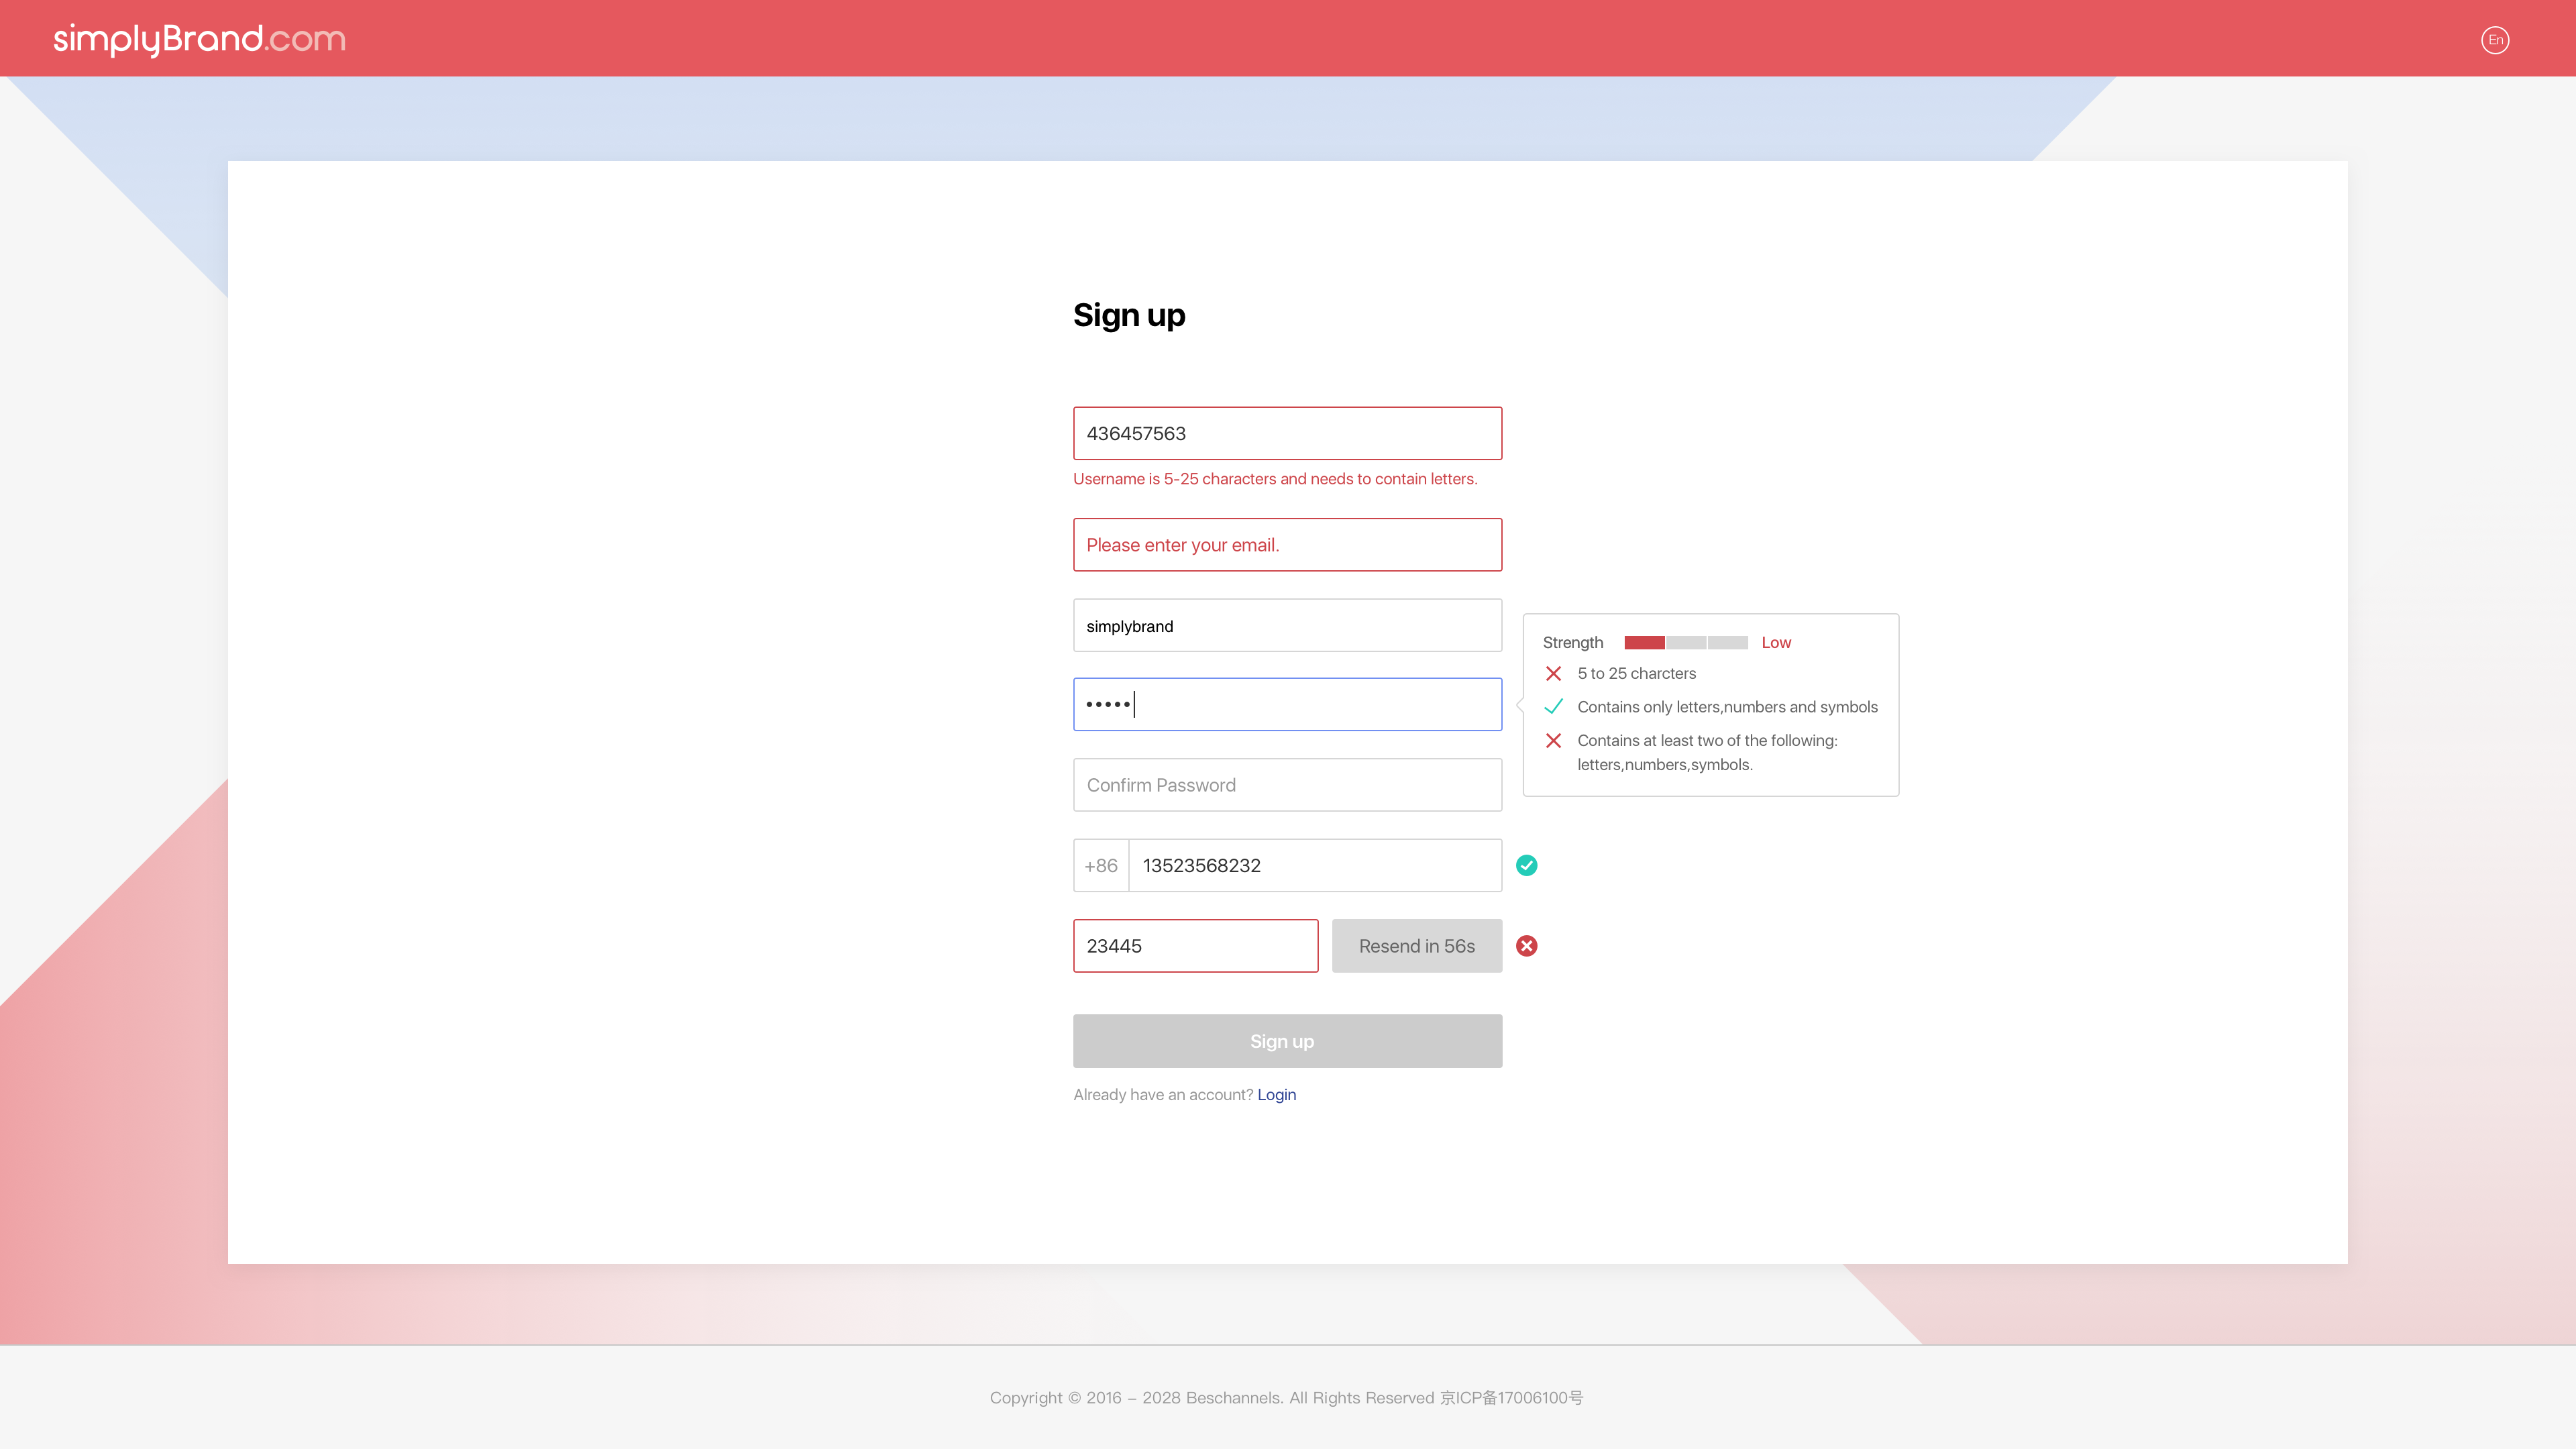 simplyBrand.com
En
Sign up
436457563
Username is 5-25 characters and needs to contain letters.
Please enter your email.
simplybrand
•••••
Strength Low
5 to 25 charcters
Contains only letters,numbers and symbols
Contains at least two of the following:
letters,numbers,symbols.
Confirm Password
+86 13523568232
23445 Resend in 56s
Sign up
Already have an account? Login
Copyright © 2016 – 2028 Beschannels. All Rights Reserved 京ICP备17006100号